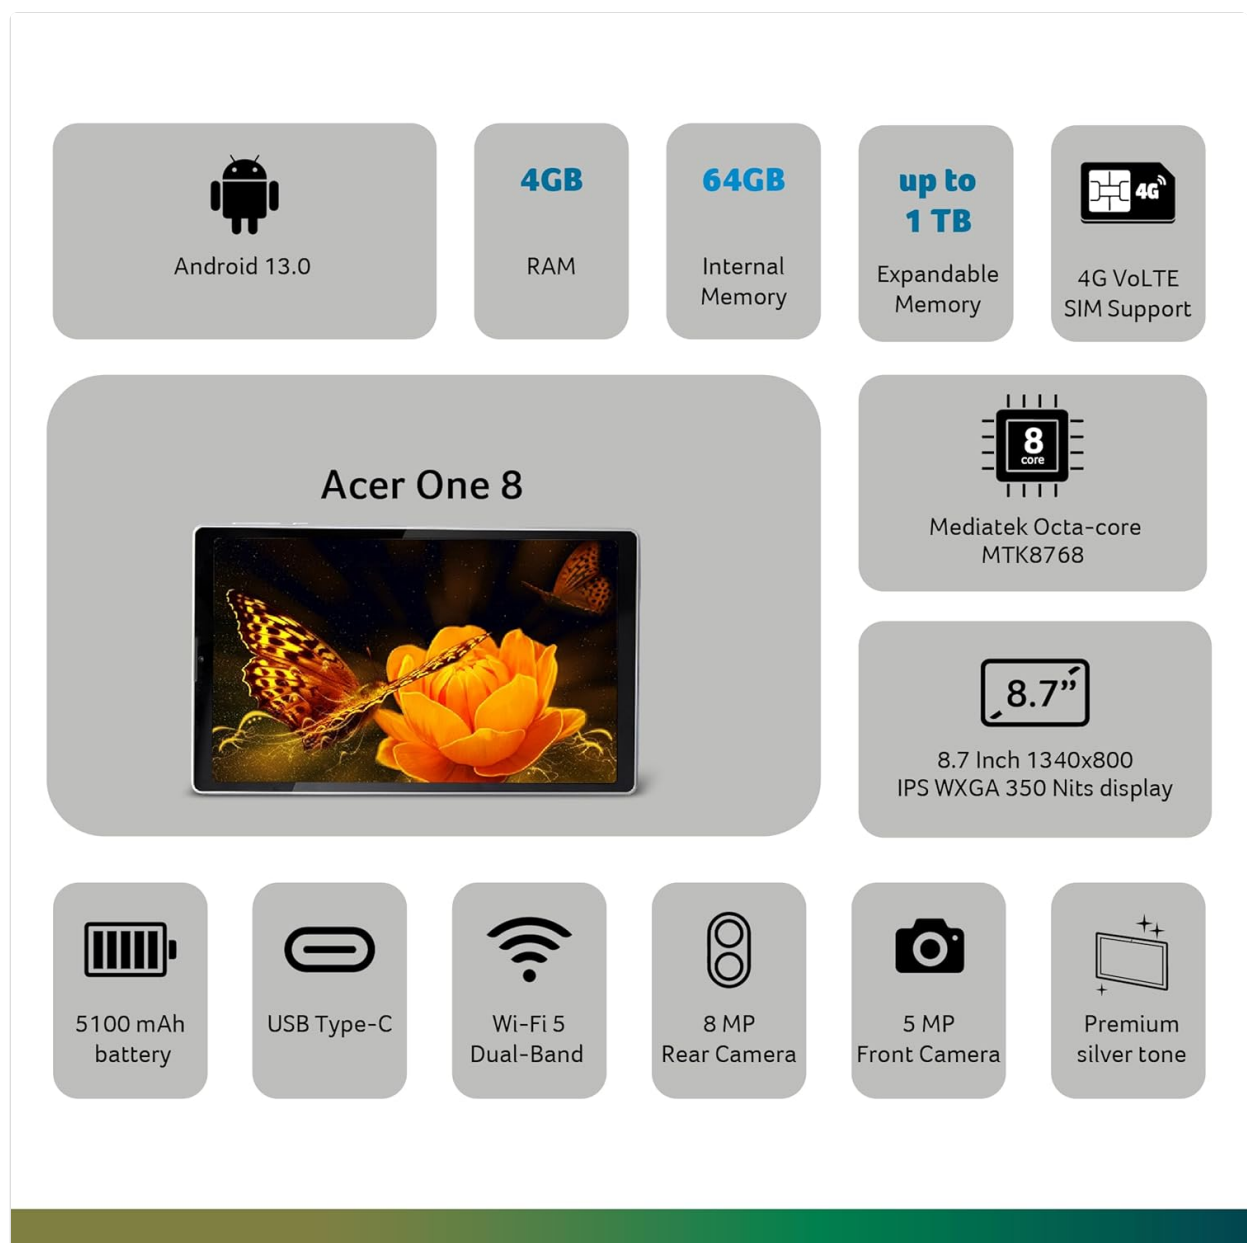 Android 13.0
4GB
RAM
64GB
Internal
Memory
up to
1 TB
Expandable
Memory
4G
4G VoLTE
SIM Support
Acer One 8
8
core
Mediatek Octa-core
MTK8768
8.7”
8.7 Inch 1340x800
IPS WXGA 350 Nits display
5100 mAh
battery
USB Type-C
Wi-Fi 5
Dual-Band
8 MP
Rear Camera
5 MP
Front Camera
Premium
silver tone